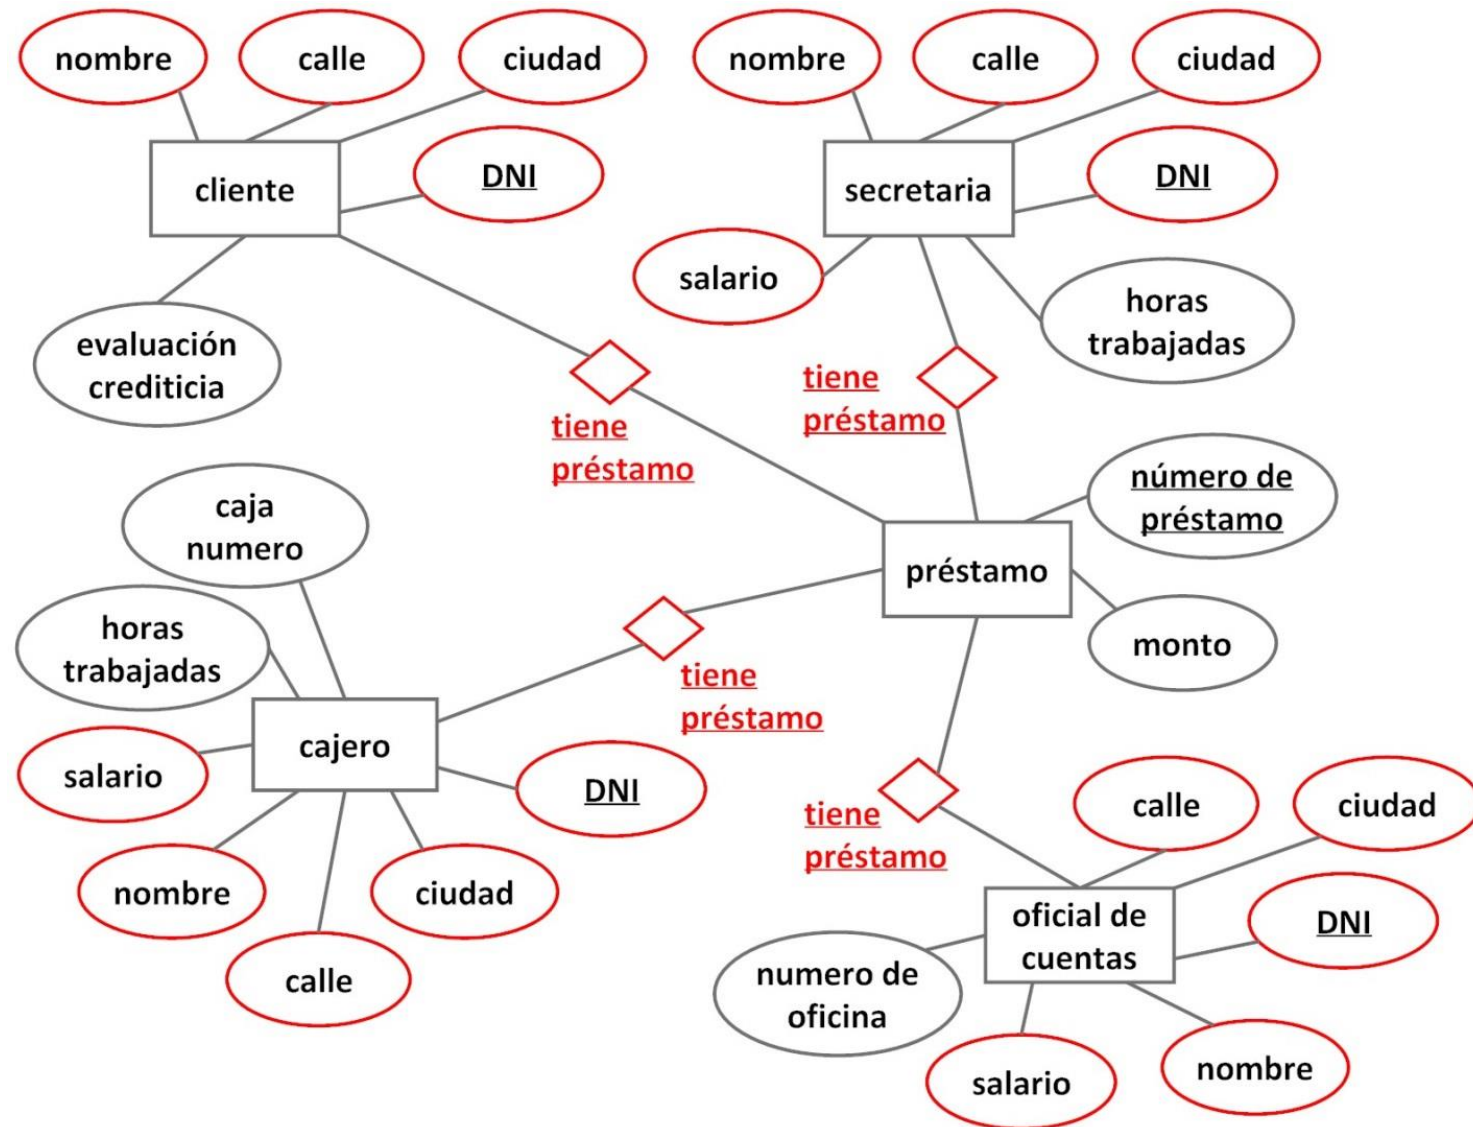 nombre
calle
ciudad
nombre
calle
ciudad
cliente
DNI
secretaria
DNI
salario
horas
trabajadas
evaluación
crediticia
tiene
préstamo
tiene
préstamo
caja
numero
número de
préstamo
préstamo
horas
trabajadas
monto
tiene
préstamo
cajero
salario
DNI
tiene
préstamo
calle
ciudad
nombre
ciudad
calle
oficial de
cuentas
DNI
numero de
oficina
salario
nombre